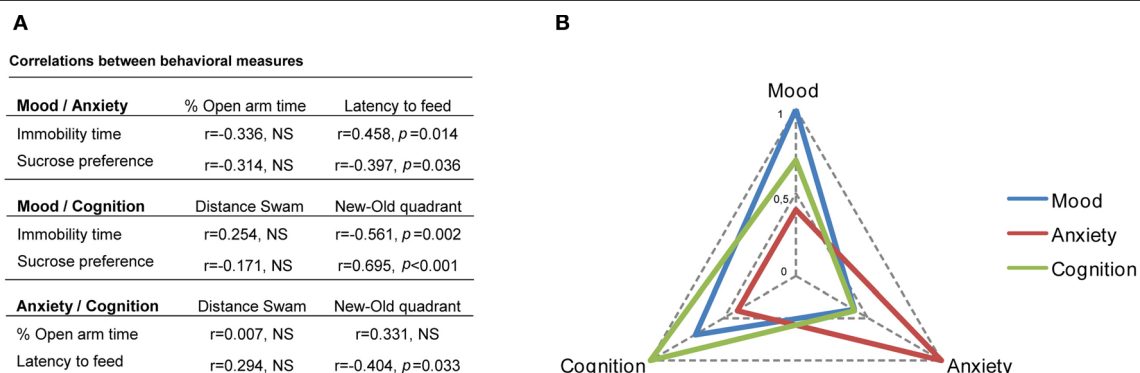 A
Correlations between behavioral measures
Mood / Anxiety % Open arm time Latency to feed
Immobility time r=-0.336, NS r=0.458, p=0.014
Sucrose preference r=-0.314, NS r=-0.397, p=0.036
Mood / Cognition Distance Swam New-Old quadrant
Immobility time r=0.254, NS r=-0.561, p=0.002
Sucrose preference r=-0.171, NS r=0.695, p<0.001
Anxiety / Cognition Distance Swam New-Old quadrant
% Open arm time r=0.007, NS r=0.331, NS
Latency to feed r=0.294, NS r=-0.404, p=0.033
B
Mood
1
0,5
0
Cognition
Anxiety
Mood
Anxiety
Cognition